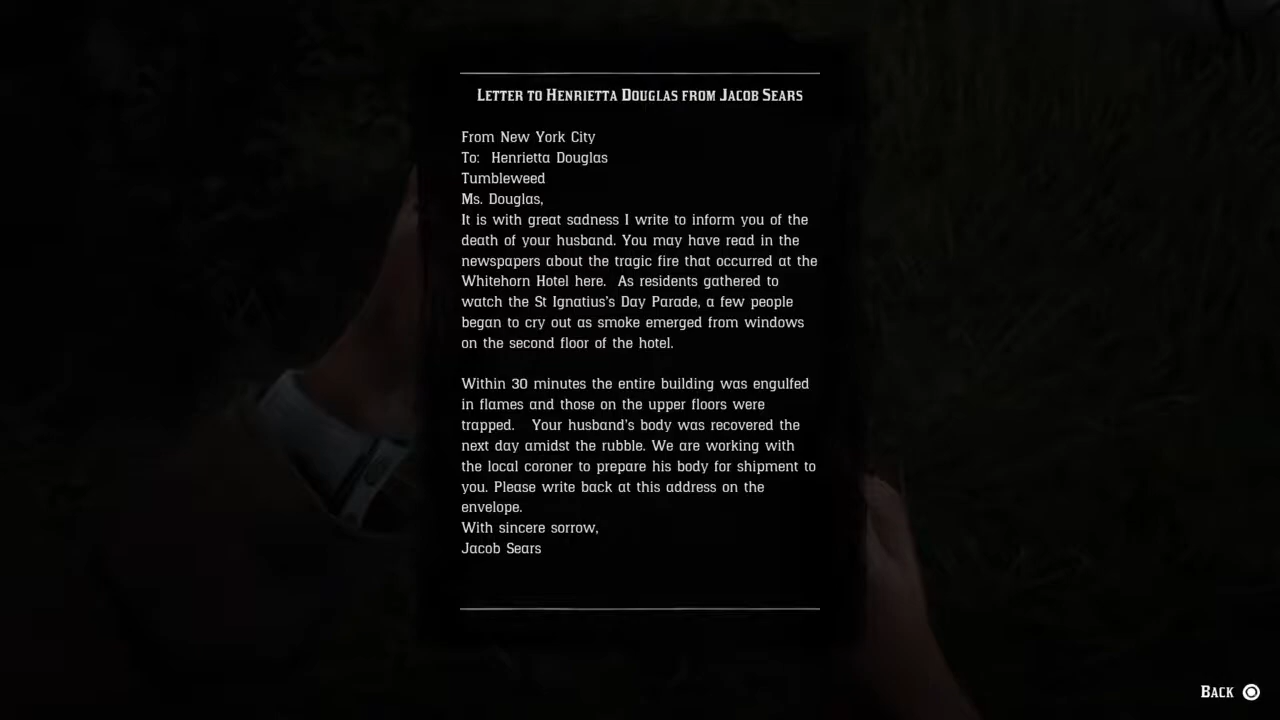 Letter to Henrietta Douglas from Jacob Sears
From New York City
To:  Henrietta Douglas
Tumbleweed
Ms. Douglas,
It is with great sadness I write to inform you of the
death of your husband. You may have read in the
newspapers about the tragic fire that occurred at the
Whitehorn Hotel here.  As residents gathered to
watch the St Ignatius's Day Parade, a few people
began to cry out as smoke emerged from windows
on the second floor of the hotel.
Within 30 minutes the entire building was engulfed
in flames and those on the upper floors were
trapped.   Your husband's body was recovered the
next day amidst the rubble. We are working with
the local coroner to prepare his body for shipment to
you. Please write back at this address on the
envelope.
With sincere sorrow,
Jacob Sears
Back